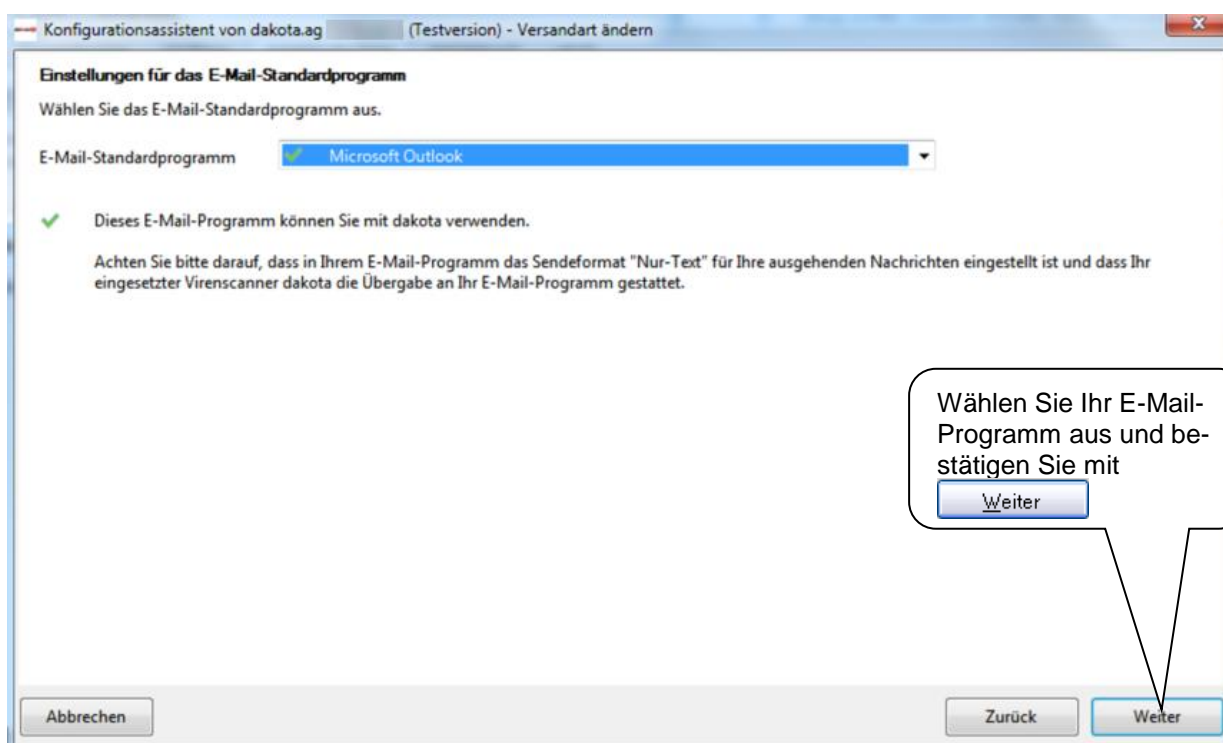 Konfigurationsassistent von dakota.ag (Testversion) - Versandart ändern
Einstellungen für das E-Mail-Standardprogramm
Wählen Sie das E-Mail-Standardprogramm aus.
E-Mail-Standardprogramm Microsoft Outlook
Dieses E-Mail-Programm können Sie mit dakota verwenden.
Achten Sie bitte darauf, dass in Ihrem E-Mail-Programm das Sendeformat "Nur-Text" für Ihre ausgehenden Nachrichten eingestellt ist und dass Ihr
eingesetzter Virenscanner dakota die Übergabe an Ihr E-Mail-Programm gestattet.
Wählen Sie Ihr E-Mail-
Programm aus und be-
stätigen Sie mit
Weiter
Abbrechen Zurück Weiter